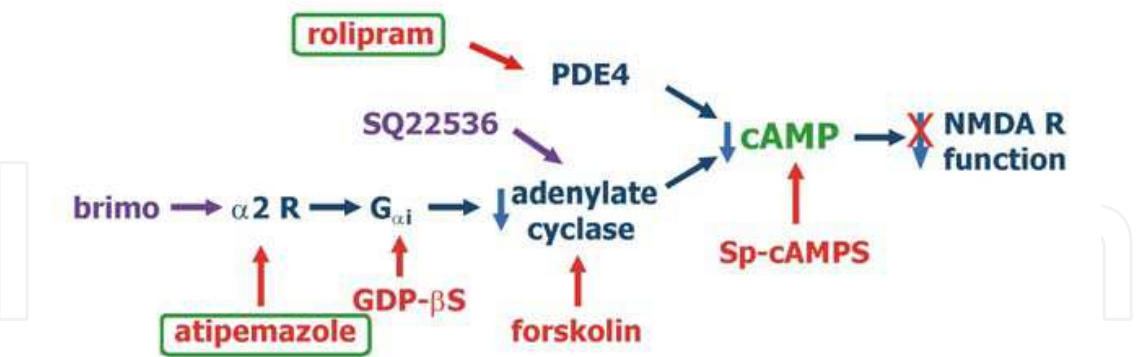 rolipram
PDE4
SQ22536
cAMP
NMDA R
function
brimo
α2 R
Gαi
adenylate
cyclase
Sp-cAMPS
GDP-βS
atipemazole
forskolin